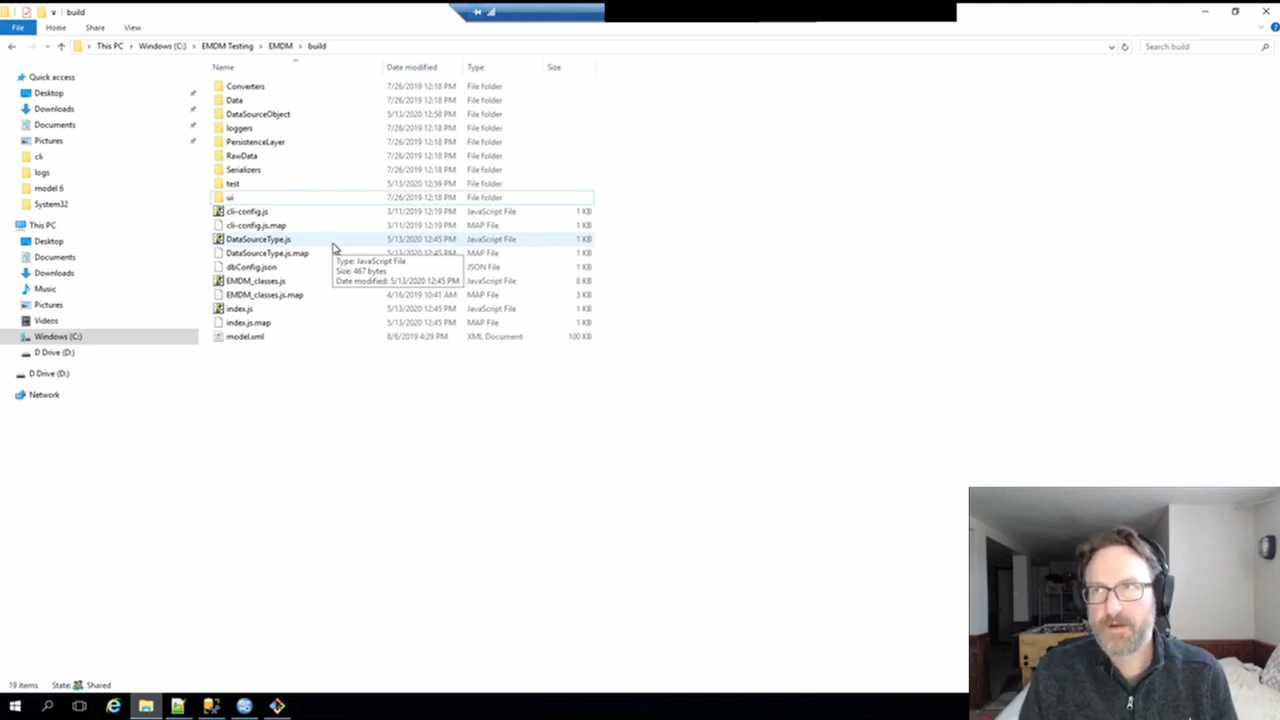 build
File Home Share View
This PC Windows (C:) EMDM Testing EMDM build
Search build
Name Date modified Type Size
Quick access
Desktop
Downloads
Documents
Pictures
cli
logs
model 6
System32
This PC
Desktop
Documents
Downloads
Music
Pictures
Videos
Windows (C:)
D Drive (D:)
D Drive (D:)
Network
Converters 7/26/2019 12:18 PM File folder
Data 7/26/2019 12:18 PM File folder
DataSourceObject 5/13/2020 12:58 PM File folder
loggers 7/26/2019 12:18 PM File folder
PersistenceLayer 7/26/2019 12:18 PM File folder
RawData 7/26/2019 12:18 PM File folder
Serializers 7/26/2019 12:18 PM File folder
test 5/13/2020 12:59 PM File folder
ui 7/26/2019 12:18 PM File folder
cli-config.js 3/11/2019 12:19 PM JavaScript File 1 KB
cli-config.js.map 3/11/2019 12:19 PM MAP File 1 KB
DataSourceType.js 5/13/2020 12:45 PM JavaScript File 1 KB
DataSourceType.js.map 5/13/2020 12:45 PM MAP File 1 KB
dbConfig.json JSON File 1 KB
EMDM_classes.js JavaScript File 8 KB
EMDM_classes.js.map 4/16/2019 10:41 AM MAP File 3 KB
index.js 5/13/2020 12:45 PM JavaScript File 1 KB
index.js.map 5/13/2020 12:45 PM MAP File 1 KB
model.xml 8/6/2019 4:29 PM XML Document 100 KB
Type: JavaScript File
Size: 467 bytes
Date modified: 5/13/2020 12:45 PM
19 items State: Shared